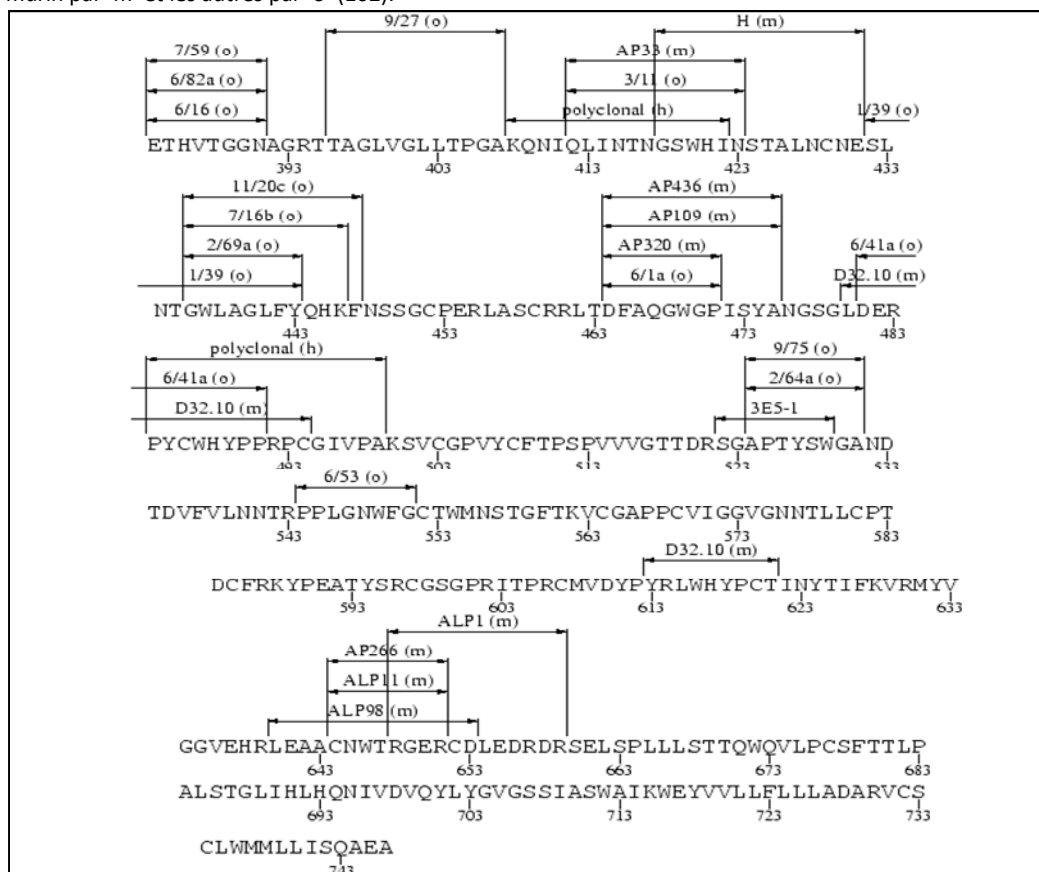 murin par "m" et les autres par "o"
9/27 (o) H (m)
7/59 (o) AP33 (m)
6/82a (o) 3/11 (o)
6/16 (o) polyclonal (h) 1/39 (o)
ETHVTGGNAGRTTAGLVGLLTPGAKQNIQLINTNGSWHINSTALNCNESL
393 403 413 423 433
11/20c (o) AP436 (m)
7/16b (o) AP109 (m)
2/69a (o) AP320 (m) 6/41a (o)
1/39 (o) 6/1a (o) D32.10 (m)
NTGWLAGLFYQHKFNSSGCPERLASCRRLTDFAQGWGPISYANGSGLDER
443 453 463 473 483
polyclonal (h) 9/75 (o)
6/41a (o) 2/64a (o)
D32.10 (m) 3E5-1
PYCWHYPPRPCGIVPAKSVCGPVYCFTPSPVVVGTTDRSGAPTYSWGAND
493 503 513 523 533
6/53 (o)
TDVFVLNNTRPPLGNWFGCTWMNSTGFTKVCGAPPCVIGGVGNNTLLCPT
543 553 563 573 583
D32.10 (m)
DCFRKYPEATYSRCGSGPRITPRCMVDYPYRLWHYPCTINYTIFKVRMYV
593 603 613 623 633
ALP1 (m)
AP266 (m)
ALP11 (m)
ALP98 (m)
GGVEHRLEAACNWTRGERCDLEDRDRSELSPLLLSTTQWQVLPCSFTTLP
643 653 663 673 683
ALSTGLIHLHQNIVDVQYLYGVGSSIASWAIKWEYVVLLFLLLADARVCS
693 703 713 723 733
CLWMMLLISQAEA
743